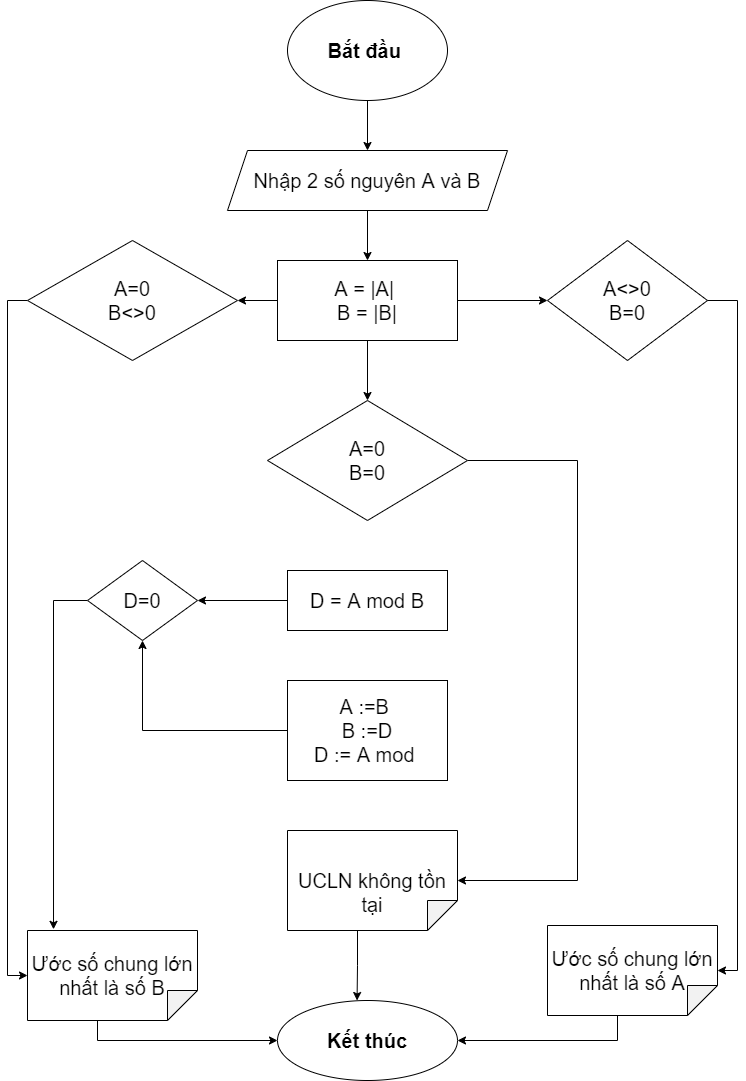 Bắt đầu
Nhập 2 số nguyên A và B
A=0
B<>0
A = |A|
B = |B|
A<>0
B=0
A=0
B=0
D=0
D = A mod B
A :=B
B :=D
D := A mod
UCLN không tồn
tại
Ước số chung lớn
nhất là số B
Ước số chung lớn
nhất là số A
Kết thúc